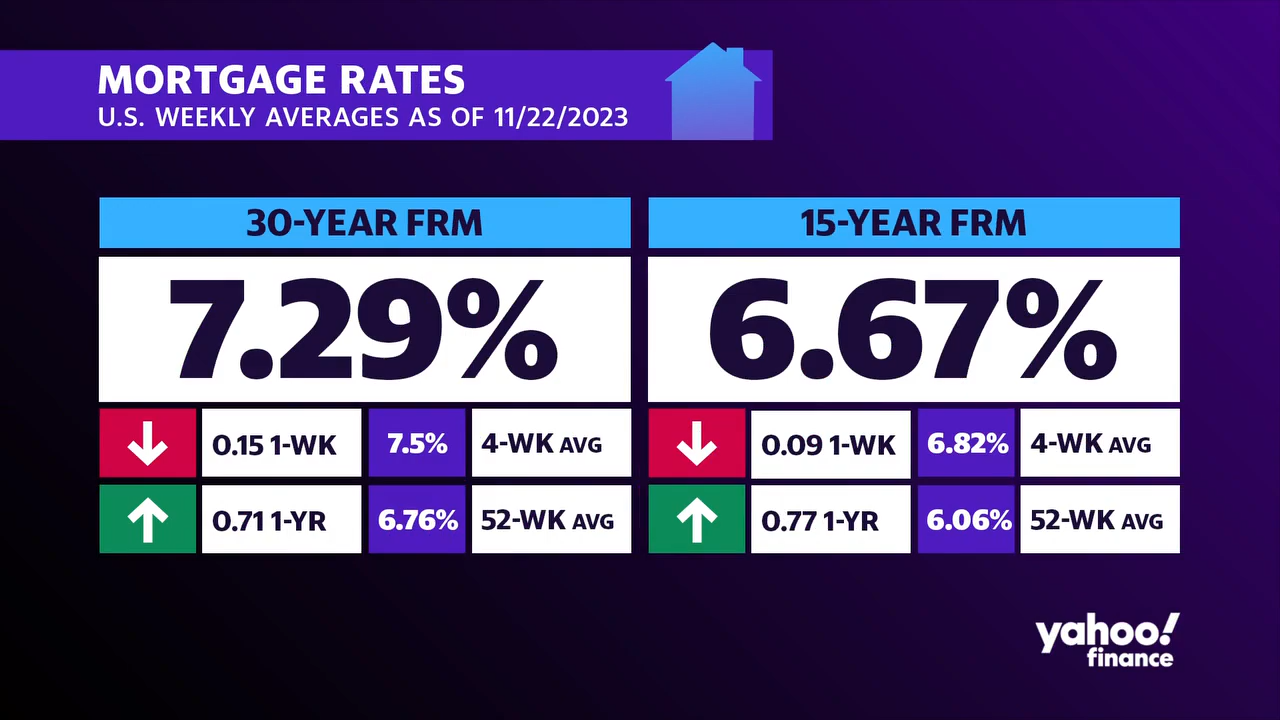 MORTGAGE RATES
U.S. WEEKLY AVERAGES AS OF 11/22/2023
30-YEAR FRM
7.29%
0.15 1-WK
7.5%
4-WK AVG
0.71 1-YR
6.76%
52-WK AVG
15-YEAR FRM
6.67%
0.09 1-WK
6.82%
4-WK AVG
0.77 1-YR
6.06%
52-WK AVG
yahoo!
finance